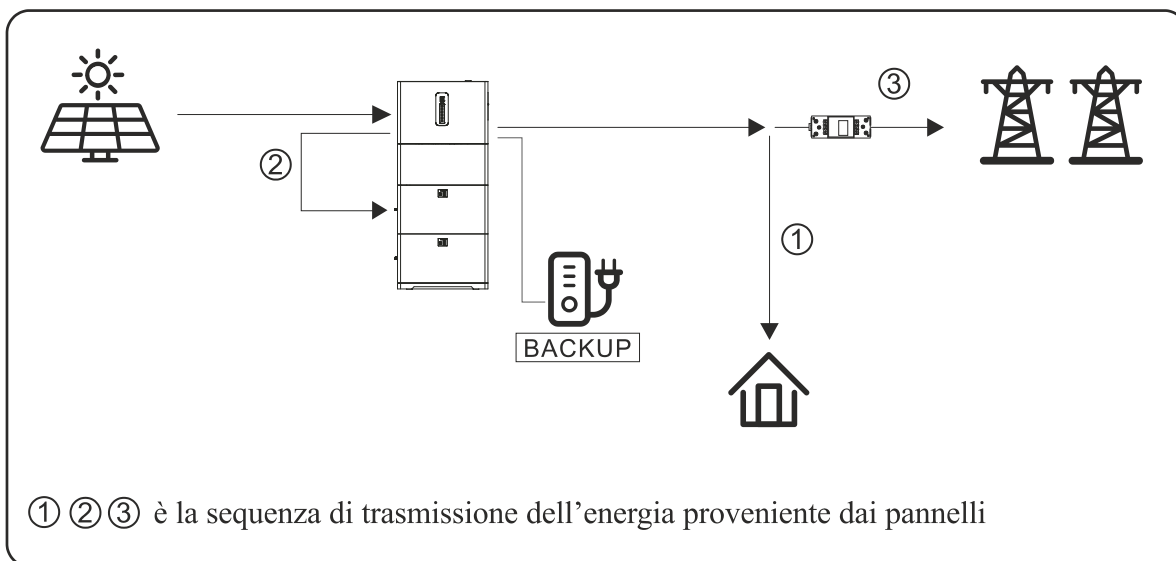 ③
②
①
BACKUP
① ② ③ è la sequenza di trasmissione dell’energia proveniente dai pannelli